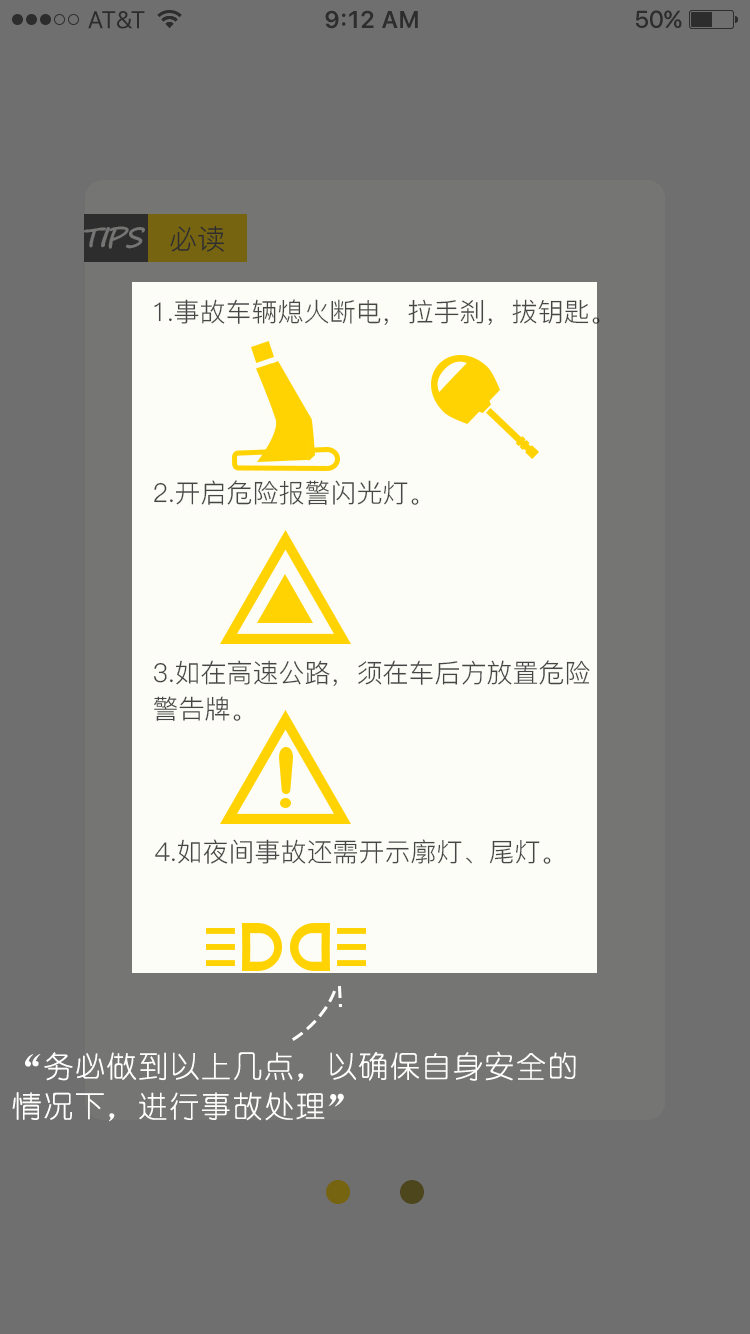 AT&T 9:12 AM 50%
TIPS 必读
1.事故车辆熄火断电，拉手刹，拔钥匙。
2.开启危险报警闪光灯。
3.如在高速公路，须在车后方放置危险
警告牌。
4.如夜间事故还需开示廓灯、尾灯。
“务必做到以上几点，以确保自身安全的
情况下，进行事故处理”